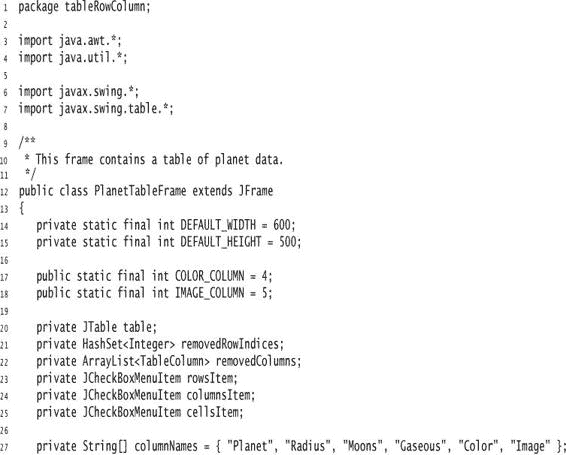 1 package tableRowColumn;
2
3 import java.awt.*;
4 import java.util.*;
5
6 import javax.swing.*;
7 import javax.swing.table.*;
8
9 /**
10  * This frame contains a table of planet data.
11  */
12 public class PlanetTableFrame extends JFrame
13 {
14    private static final int DEFAULT_WIDTH = 600;
15    private static final int DEFAULT_HEIGHT = 500;
16
17    public static final int COLOR_COLUMN = 4;
18    public static final int IMAGE_COLUMN = 5;
19
20    private JTable table;
21    private HashSet<Integer> removedRowIndices;
22    private ArrayList<TableColumn> removedColumns;
23    private JCheckBoxMenuItem rowsItem;
24    private JCheckBoxMenuItem columnsItem;
25    private JCheckBoxMenuItem cellsItem;
26
27    private String[] columnNames = { "Planet", "Radius", "Moons", "Gaseous", "Color", "Image" };